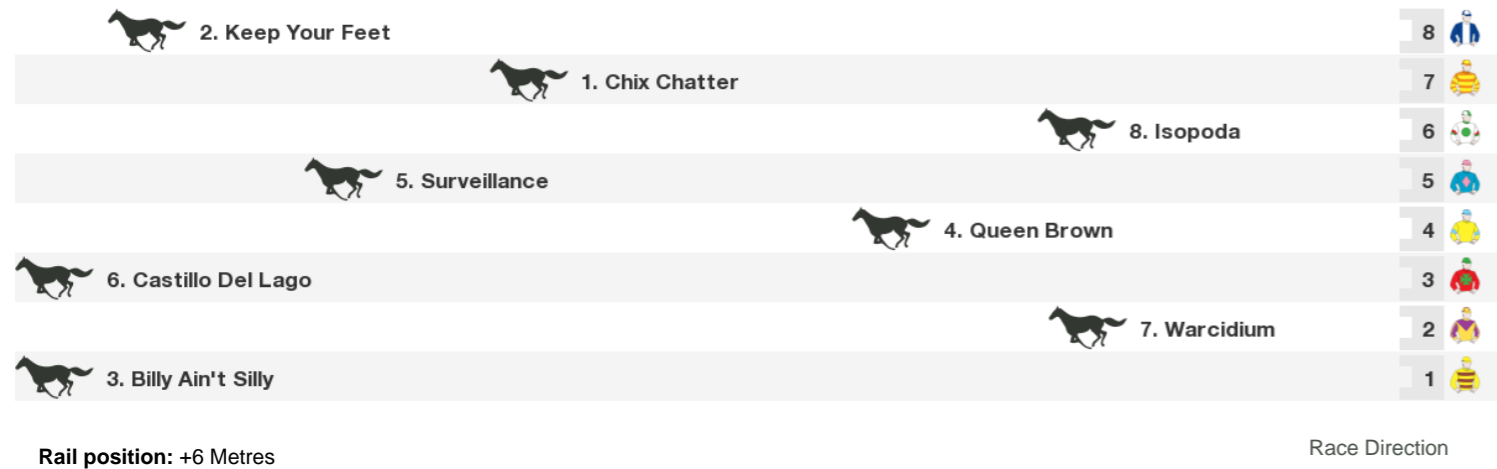 2. Keep Your Feet 8
1. Chix Chatter 7
8. Isopoda 6
5. Surveillance 5
4. Queen Brown 4
6. Castillo Del Lago 3
7. Warcidium 2
3. Billy Ain't Silly 1
Rail position: +6 Metres
Race Direction